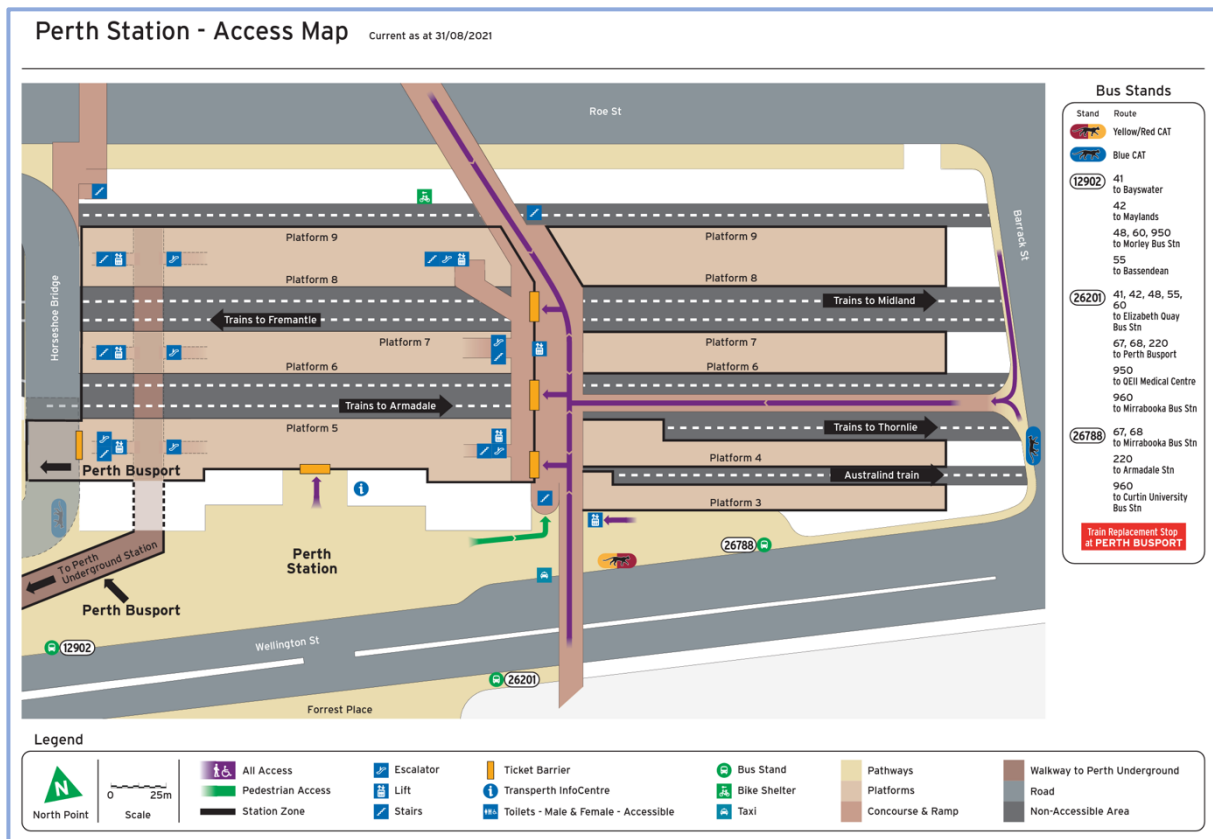 Perth Station - Access Map
Current as at 31/08/2021
Roe St
Horseshoe Bridge
Barrack St
Platform 9
Platform 9
Platform 8
Platform 8
Trains to Midland
Trains to Fremantle
Platform 7
Platform 7
Platform 6
Platform 6
Trains to Armadale
Platform 5
Trains to Thornlie
Platform 4
Perth Busport
Australind train
Platform 3
To Perth
Underground Station
Perth
Station
26788
Perth Busport
Wellington St
12902
26201
Forrest Place
Bus Stands
Stand Route
Yellow/Red CAT
Blue CAT
12902 41
to Bayswater
42
to Maylands
48, 60, 950
to Morley Bus Stn
55
to Bassendean
26201 41, 42, 48, 55,
60
to Elizabeth Quay
Bus Stn
67, 68, 220
to Perth Busport
950
to QEII Medical Centre
960
to Mirrabooka Bus Stn
26788 67, 68
to Mirrabooka Bus Stn
220
to Armadale Stn
960
to Curtin University
Bus Stn
Train Replacement Stop
at PERTH BUSPORT
Legend
N
North Point
0 25m
Scale
All Access
Pedestrian Access
Station Zone
Escalator
Lift
Stairs
Ticket Barrier
Transperth InfoCentre
Toilets - Male & Female - Accessible
Bus Stand
Bike Shelter
Taxi
Pathways
Platforms
Concourse & Ramp
Walkway to Perth Underground
Road
Non-Accessible Area